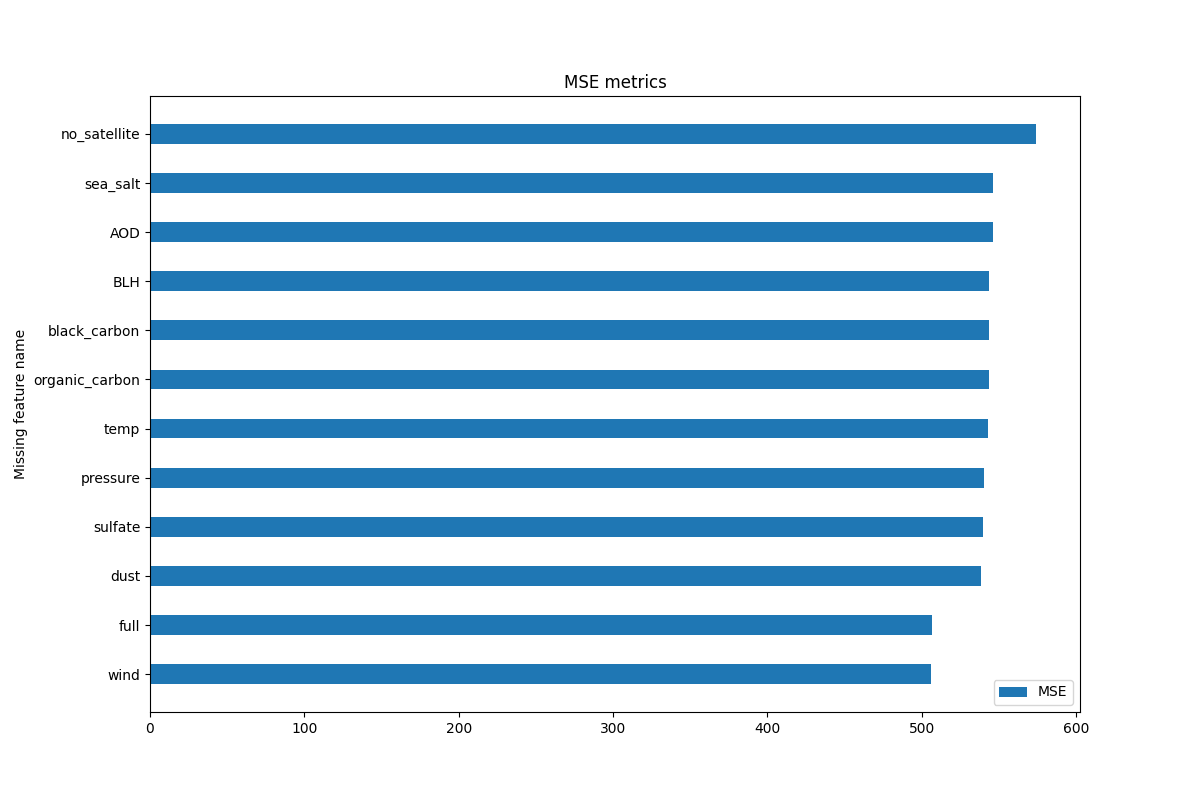 MSE metrics
Missing feature name
no_satellite
sea_salt
AOD
BLH
black_carbon
organic_carbon
temp
pressure
sulfate
dust
full
wind
MSE
0 100 200 300 400 500 600